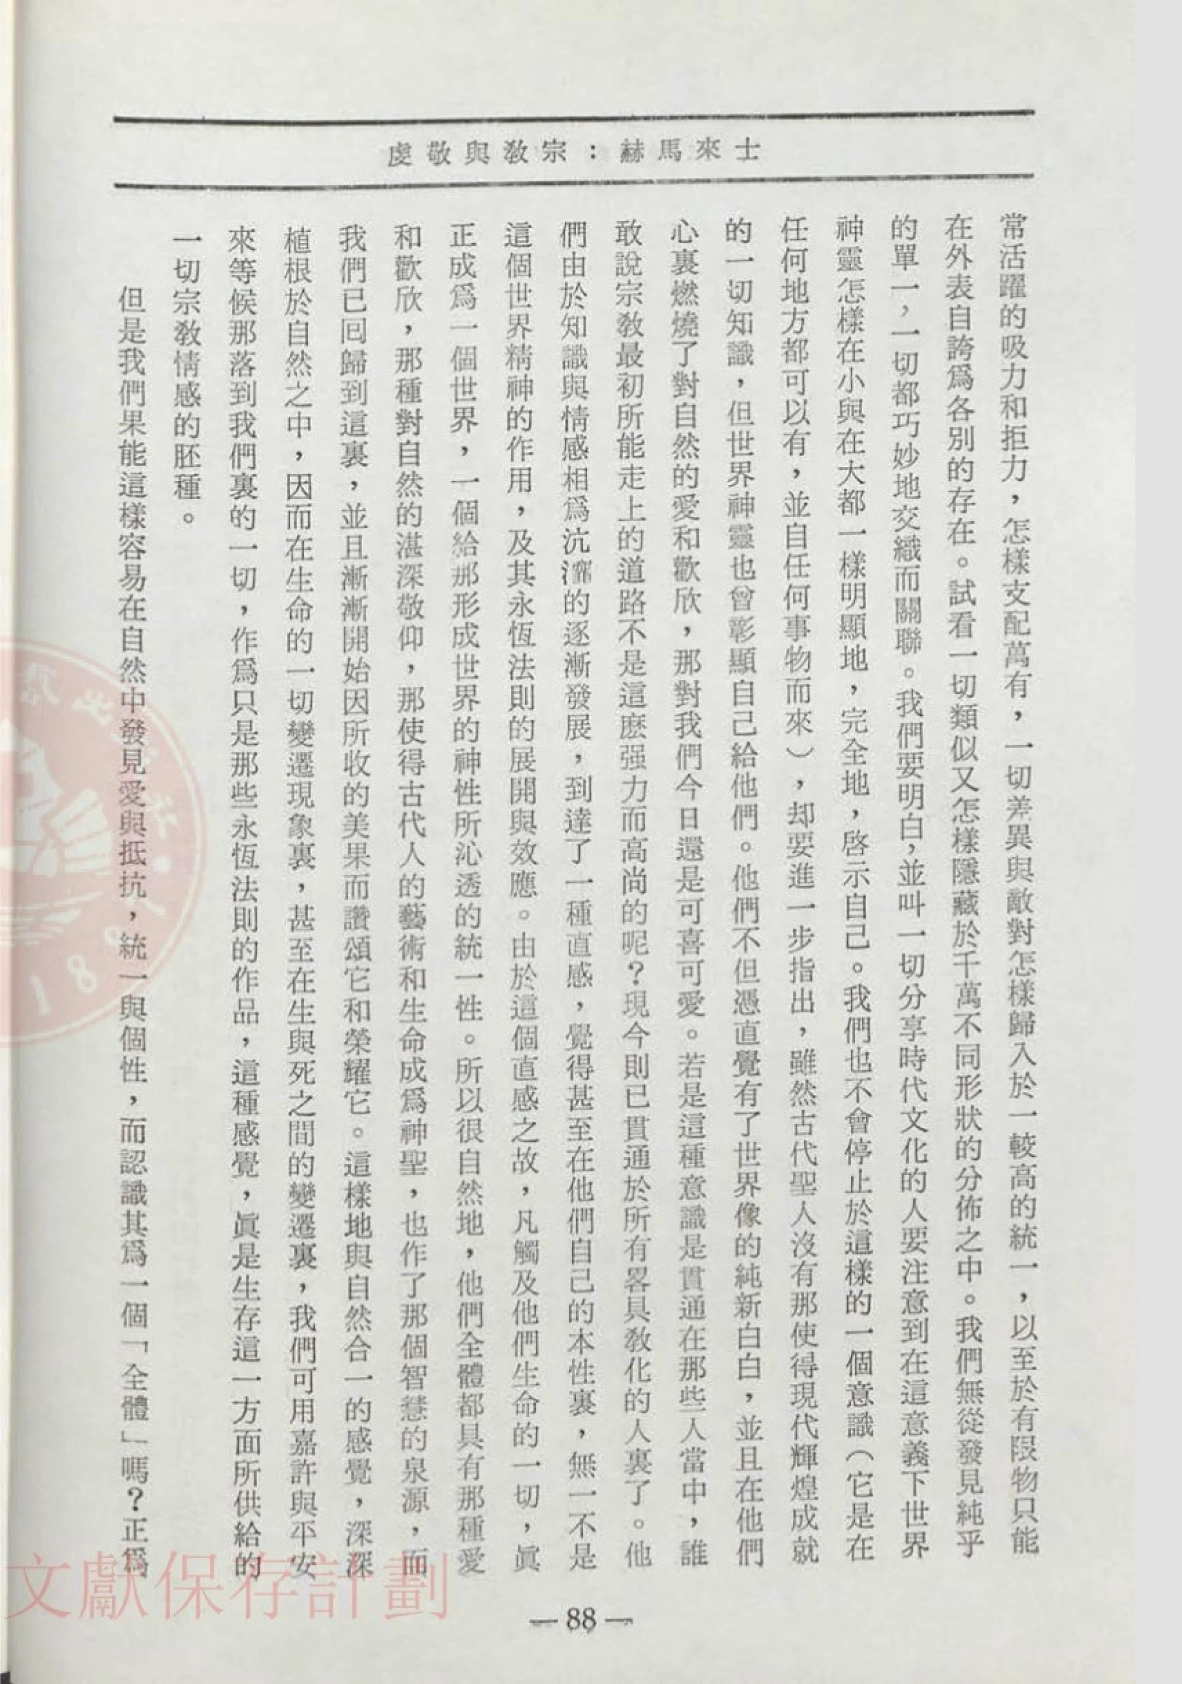 士來馬赫：宗教與敬虔
常活躍的吸力和拒力，怎樣支配萬有，一切差異與敵對怎樣歸入於一較高的統一，以至於有限物只能
在外表自誇爲各別的存在。試看一切類似又怎樣隱藏於千萬不同形狀的分佈之中。我們無從發見純乎
的單一，一切都巧妙地交織而關聯。我們要明白，並叫一切分享時代文化的人要注意到在這意義下世界
神靈怎樣在小與在大都一樣明顯地，完全地，啓示自己。我們也不會停止於這樣的一個意識（它是在
任何地方都可以有，並自任何事物而來），却要進一步指出，雖然古代聖人沒有那使得現代輝煌成就
的一切知識，但世界神靈也曾彰顯自己給他們。他們不但憑直覺有了世界像的純新白白，並且在他們
心裏燃燒了對自然的愛和歡欣，那對我們今日還是可喜可愛。若是這種意識是貫通在那些人當中，誰
敢說宗教最初所能走上的道路不是這麽强力而高尚的呢？現今則已貫通於所有畧具教化的人裏了。他
們由於知識與情感相爲沆瀣的逐漸發展，到達了一種直感，覺得甚至在他們自己的本性裏，無一不是
這個世界精神的作用，及其永恆法則的展開與效應。由於這個直感之故，凡觸及他們生命的一切，眞
正成爲一個世界，一個給那形成世界的神性所沁透的統一性。所以很自然地，他們全體都具有那種愛
和歡欣，那種對自然的湛深敬仰，那使得古代人的藝術和生命成爲神聖，也作了那個智慧的泉源，而
我們已回歸到這裏，並且漸漸開始因所收的美果而讚頌它和榮耀它。這樣地與自然合一的感覺，深深
植根於自然之中，因而在生命的一切變遷現象裏，甚至在生與死之間的變遷裏，我們可用嘉許與平安
來等候那落到我們裏的一切，作爲只是那些永恆法則的作品，這種感覺，眞是生存這一方面所供給的
一切宗教情感的胚種。
但是我們果能這樣容易在自然中發見愛與抵抗，統一與個性，而認識其爲一個「全體」嗎？正爲
— 88 —
文獻保存計劃